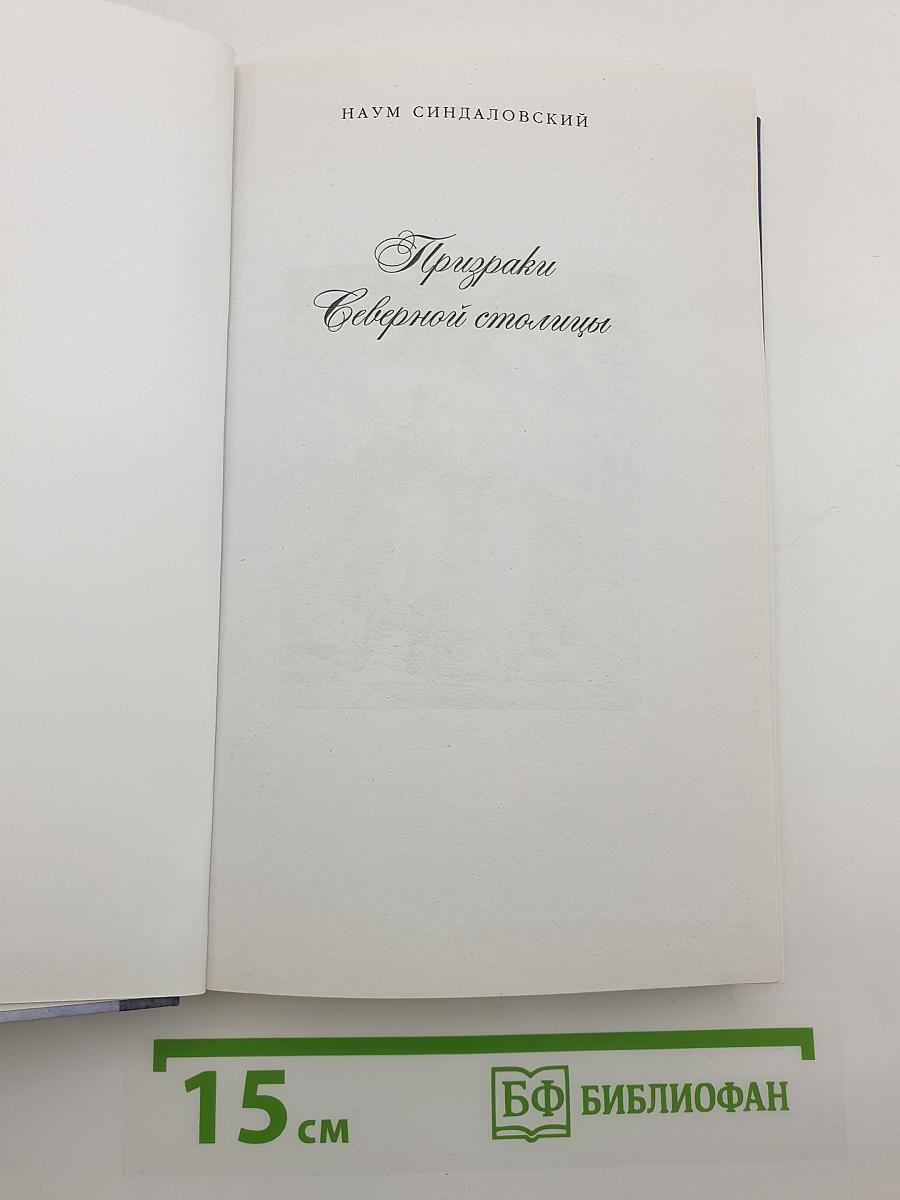 НАУМ СИНДАЛОВСКИЙ
Призраки
Северной столицы
15 см
БФ БИБЛИОФАН